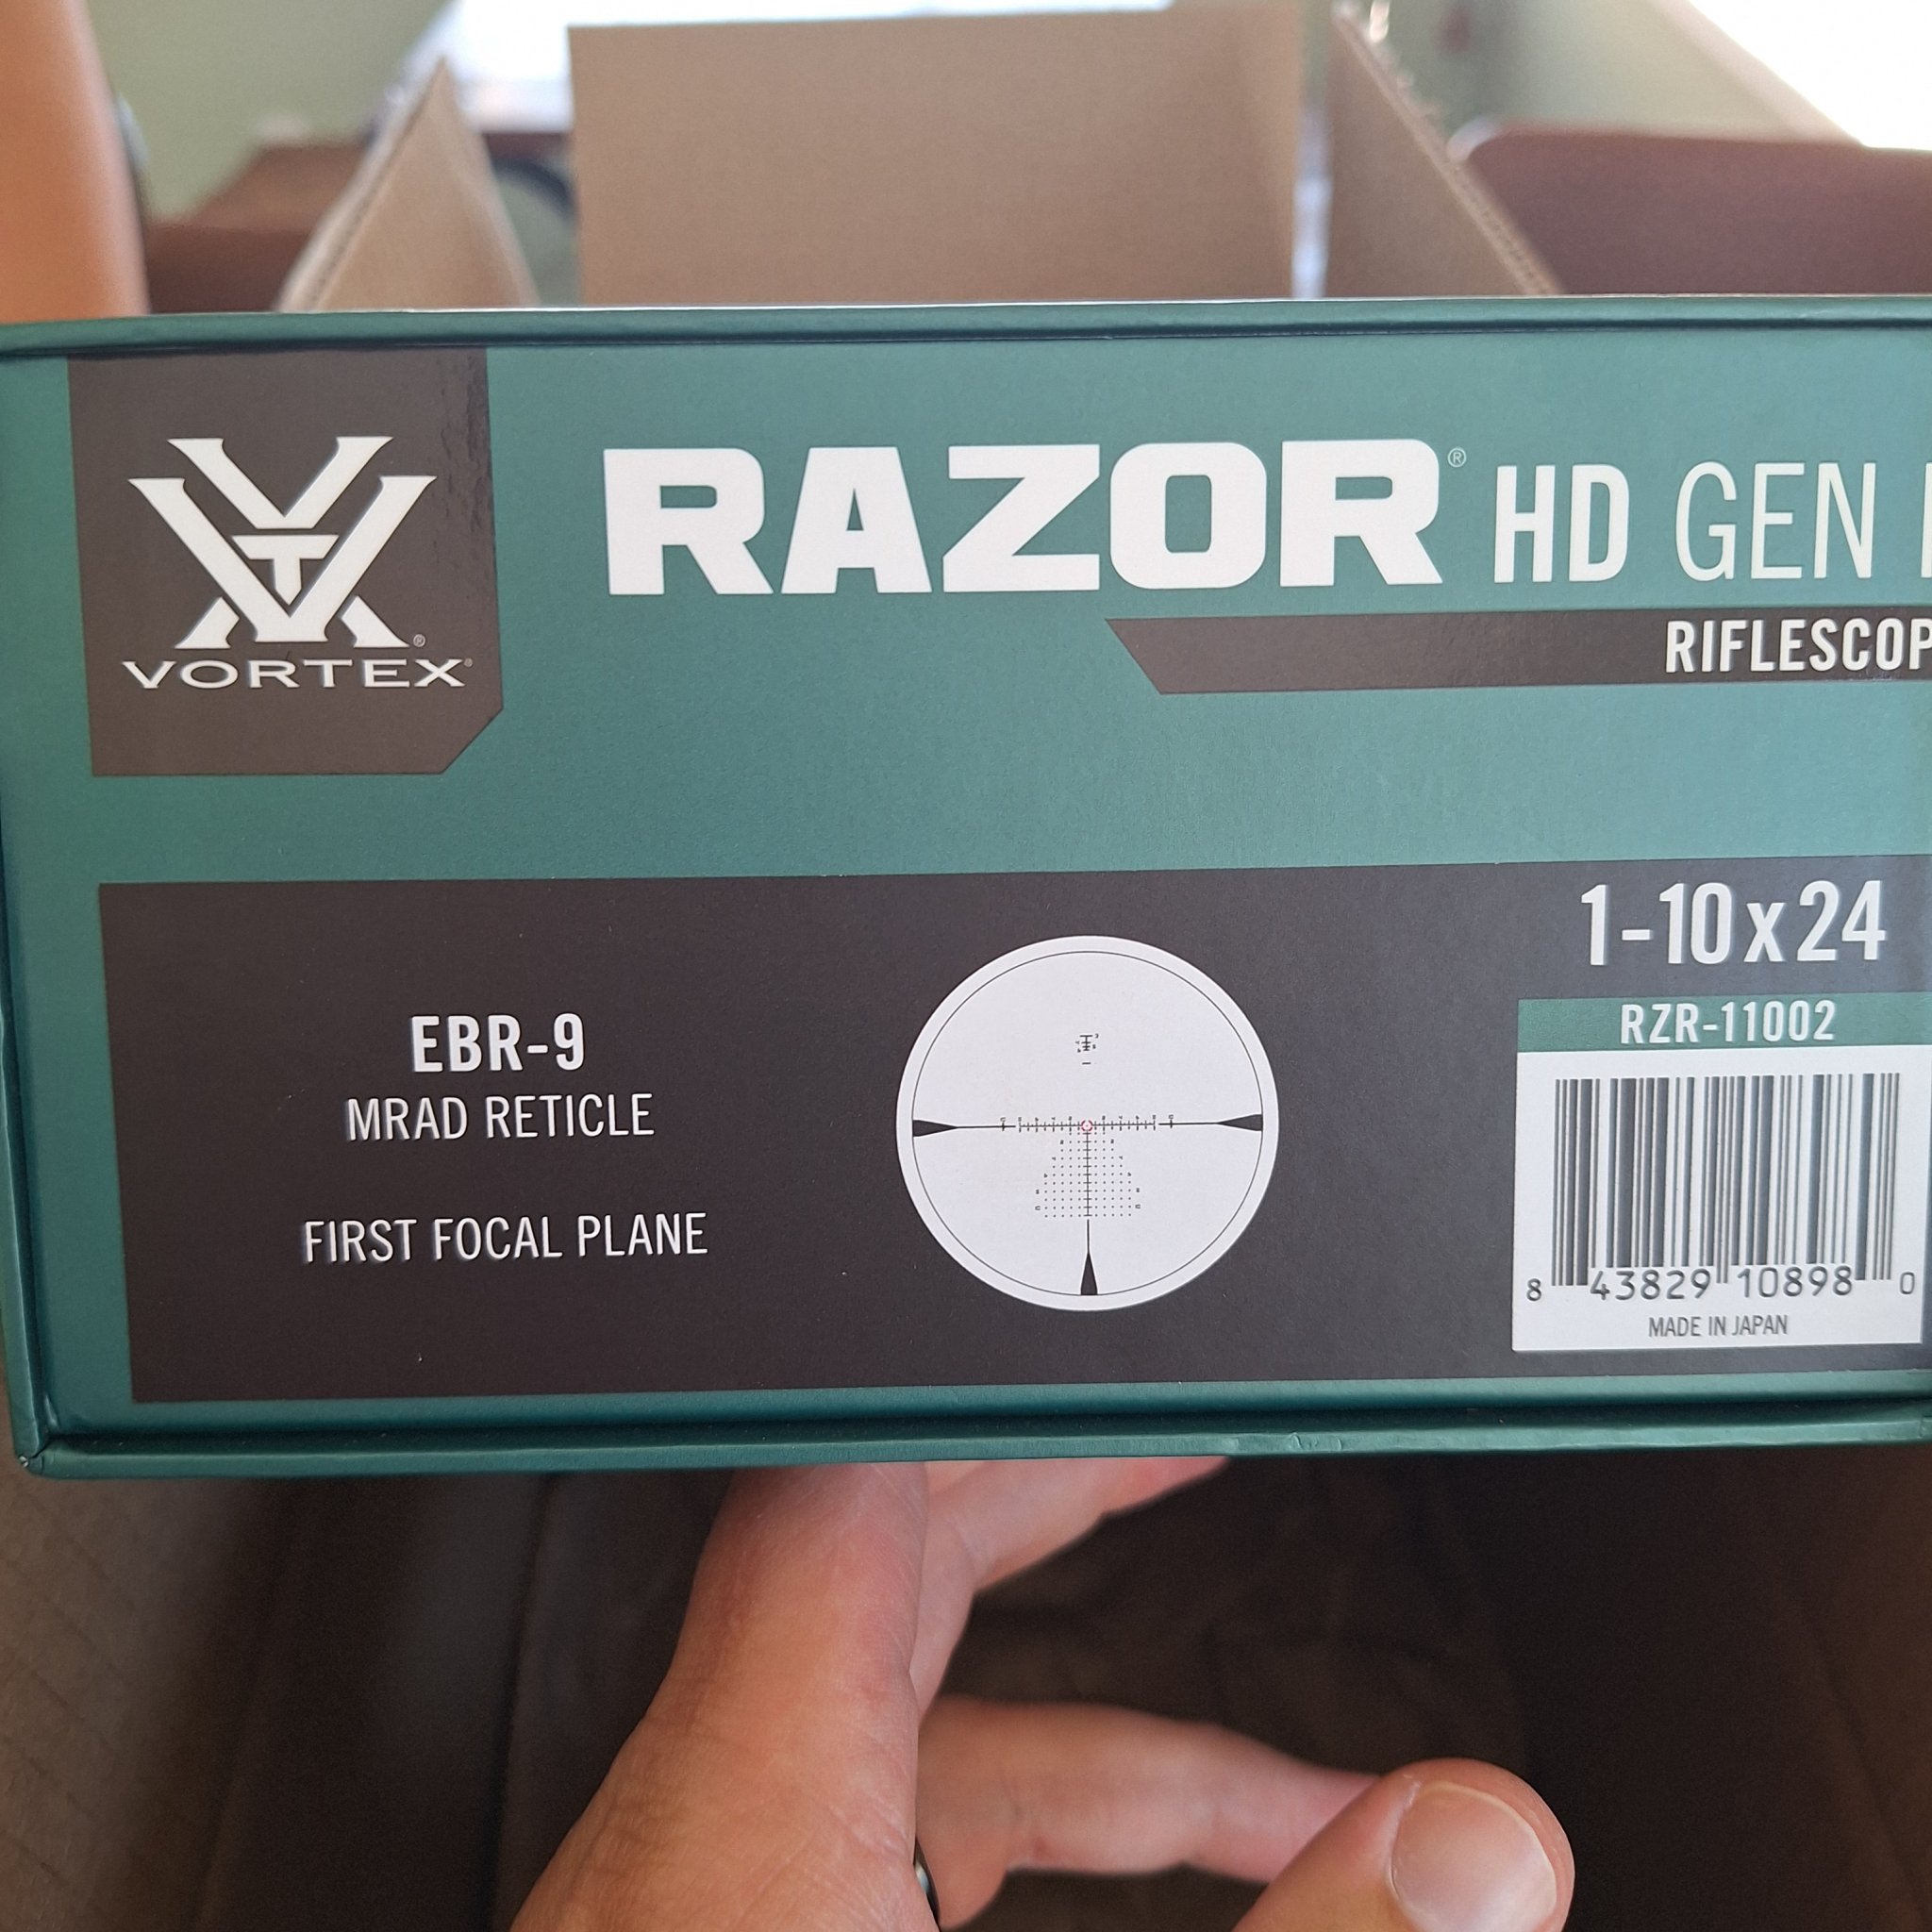 VORTEX®
RAZOR® HD GEN
RIFLESCOP
1-10x24
RZR-11002
EBR-9
MRAD RETICLE
FIRST FOCAL PLANE
8 43829 10898 0
MADE IN JAPAN